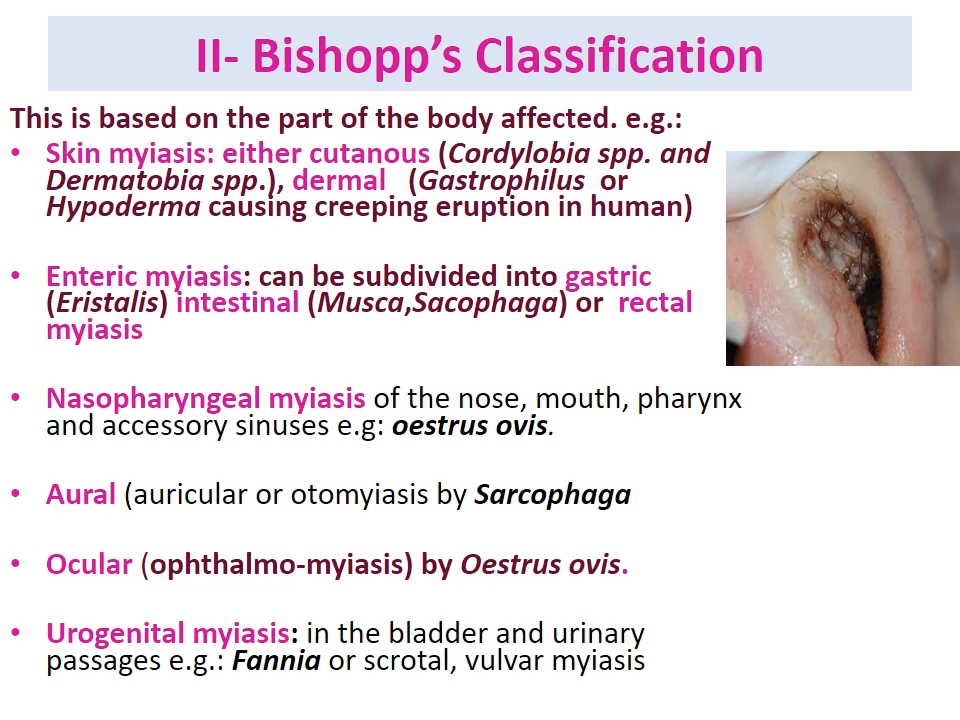 II- Bishopp’s Classification
This is based on the part of the body affected. e.g.:
• Skin myiasis: either cutanous (Cordylobia spp. and
Dermatobia spp.), dermal (Gastrophilus or
Hypoderma causing creeping eruption in human)
• Enteric myiasis: can be subdivided into gastric
(Eristalis) intestinal (Musca,Sacophaga) or rectal
myiasis
• Nasopharyngeal myiasis of the nose, mouth, pharynx
and accessory sinuses e.g: oestrus ovis.
• Aural (auricular or otomyiasis by Sarcophaga
• Ocular (ophthalmo-myiasis) by Oestrus ovis.
• Urogenital myiasis: in the bladder and urinary
passages e.g.: Fannia or scrotal, vulvar myiasis